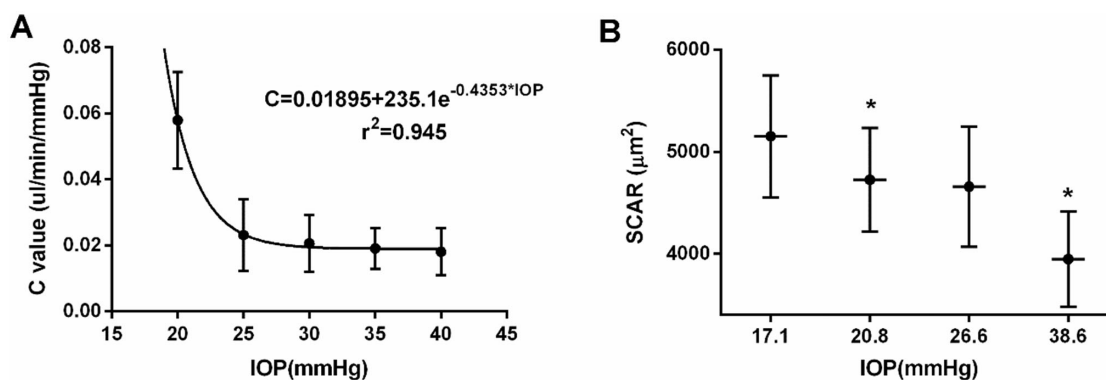 A
C value (ul/min/mmHg)
0.08
0.06
0.04
0.02
0.00
C=0.01895+235.1e-0.4353*IOP
r2=0.945
15 20 25 30 35 40 45
IOP(mmHg)
B
SCAR (μm2)
6000
5000
4000
*
*
17.1 20.8 26.6 38.6
IOP(mmHg)